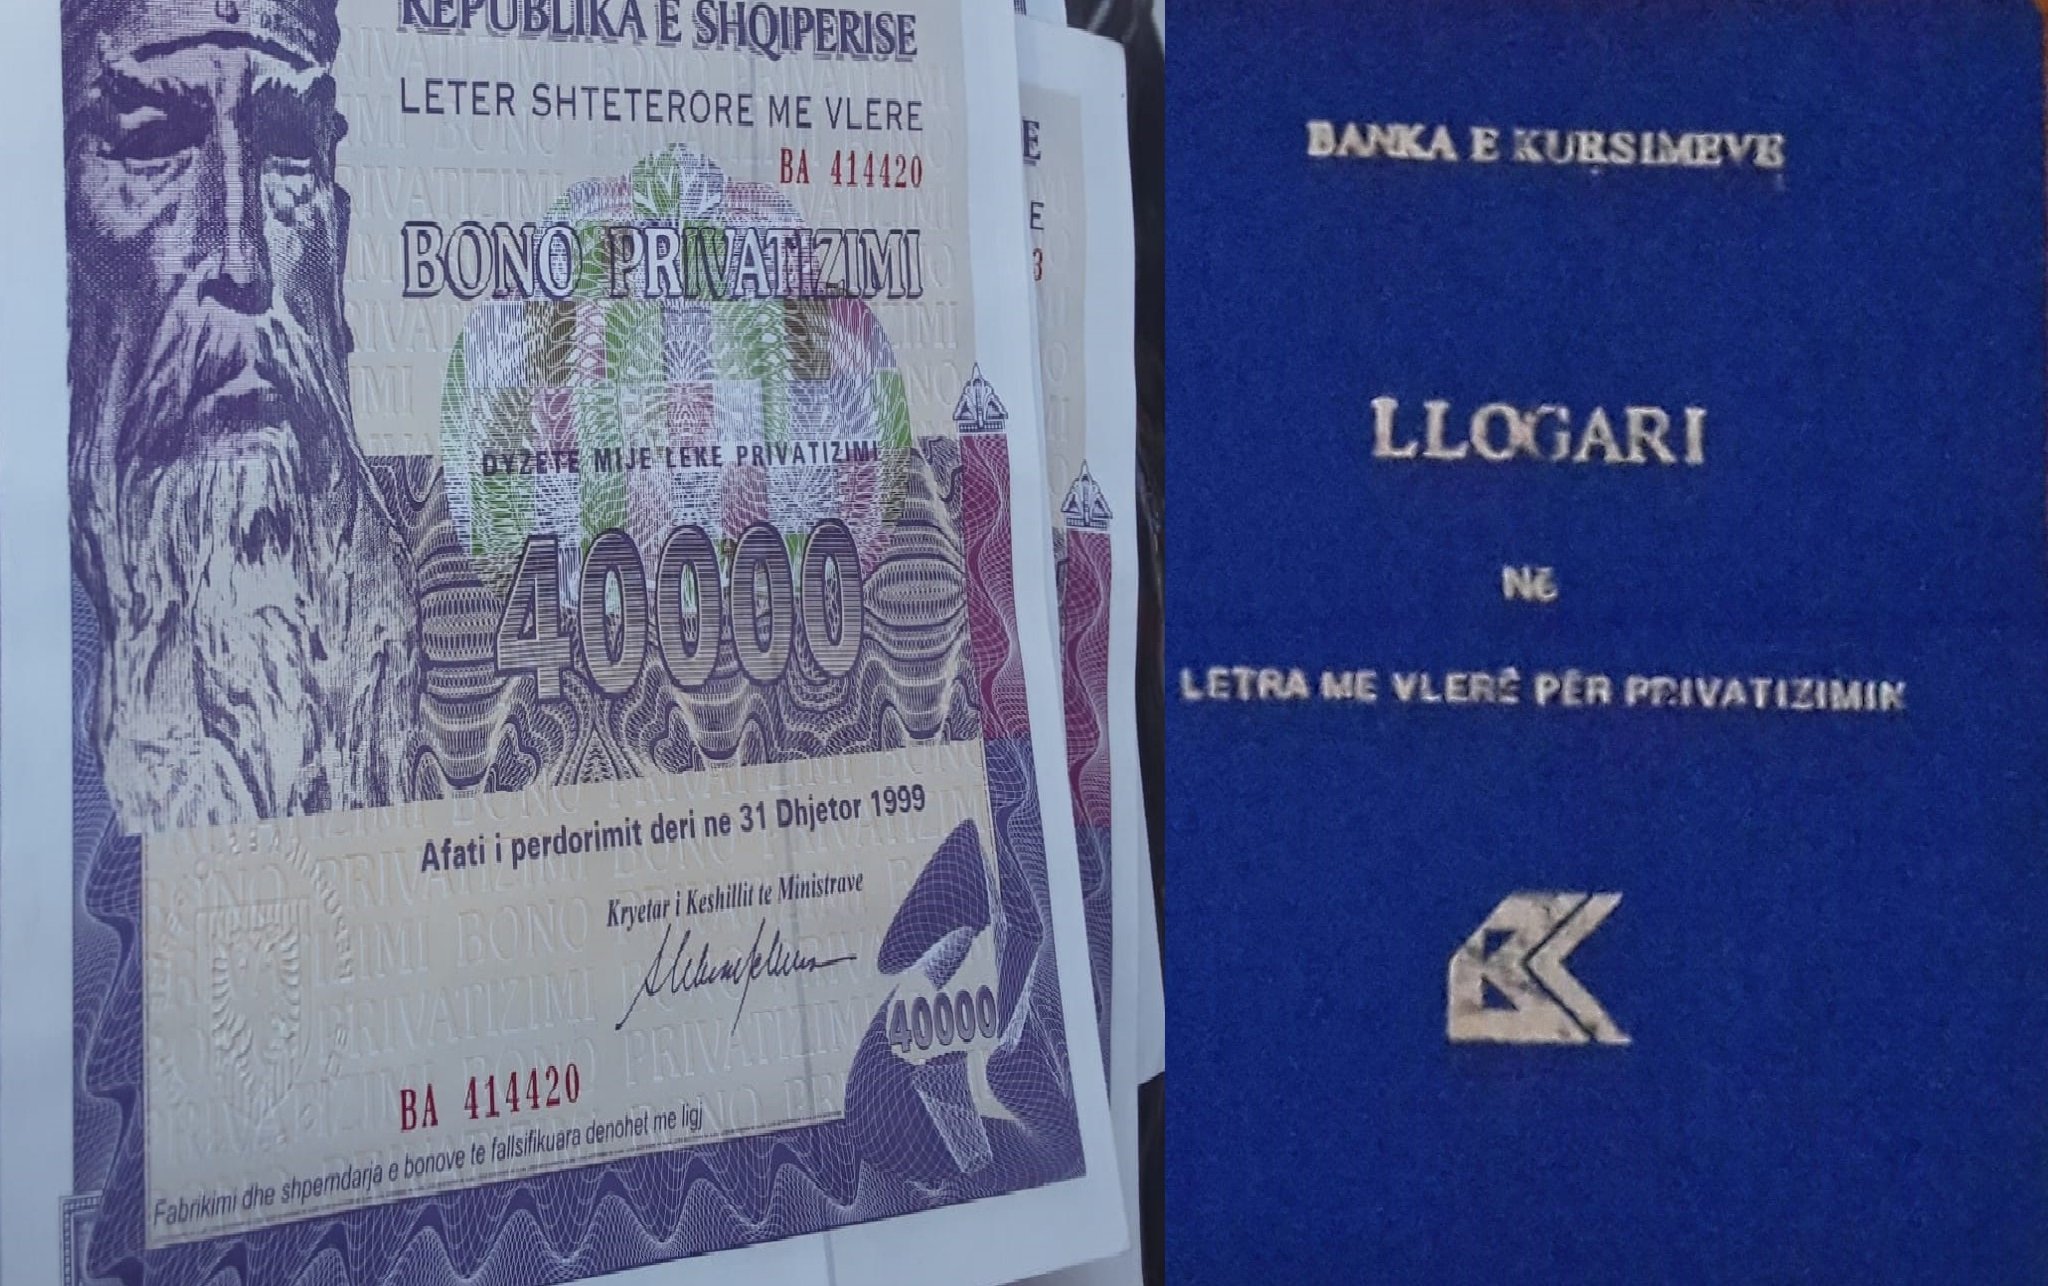 REPUBLIKA E SHQIPERISE
LETER SHTETERORE ME VLERE
BA 414420
BONO PRIVATIZIMI
DYZETE MIJE LEKE PRIVATIZIMI
40000
Afati i perdorimit deri ne 31 Dhjetor 1999
Kryetar i Keshillit te Ministrave
40000
BA 414420
Fabrikimi dhe shperndarja e bonove te fallsifikuara denohet me ligj
E
E
3
BANKA E KURSIMEVE
LLOGARI
Në
LETRA ME VLERË PËR PRIVATIZIMIN
BK